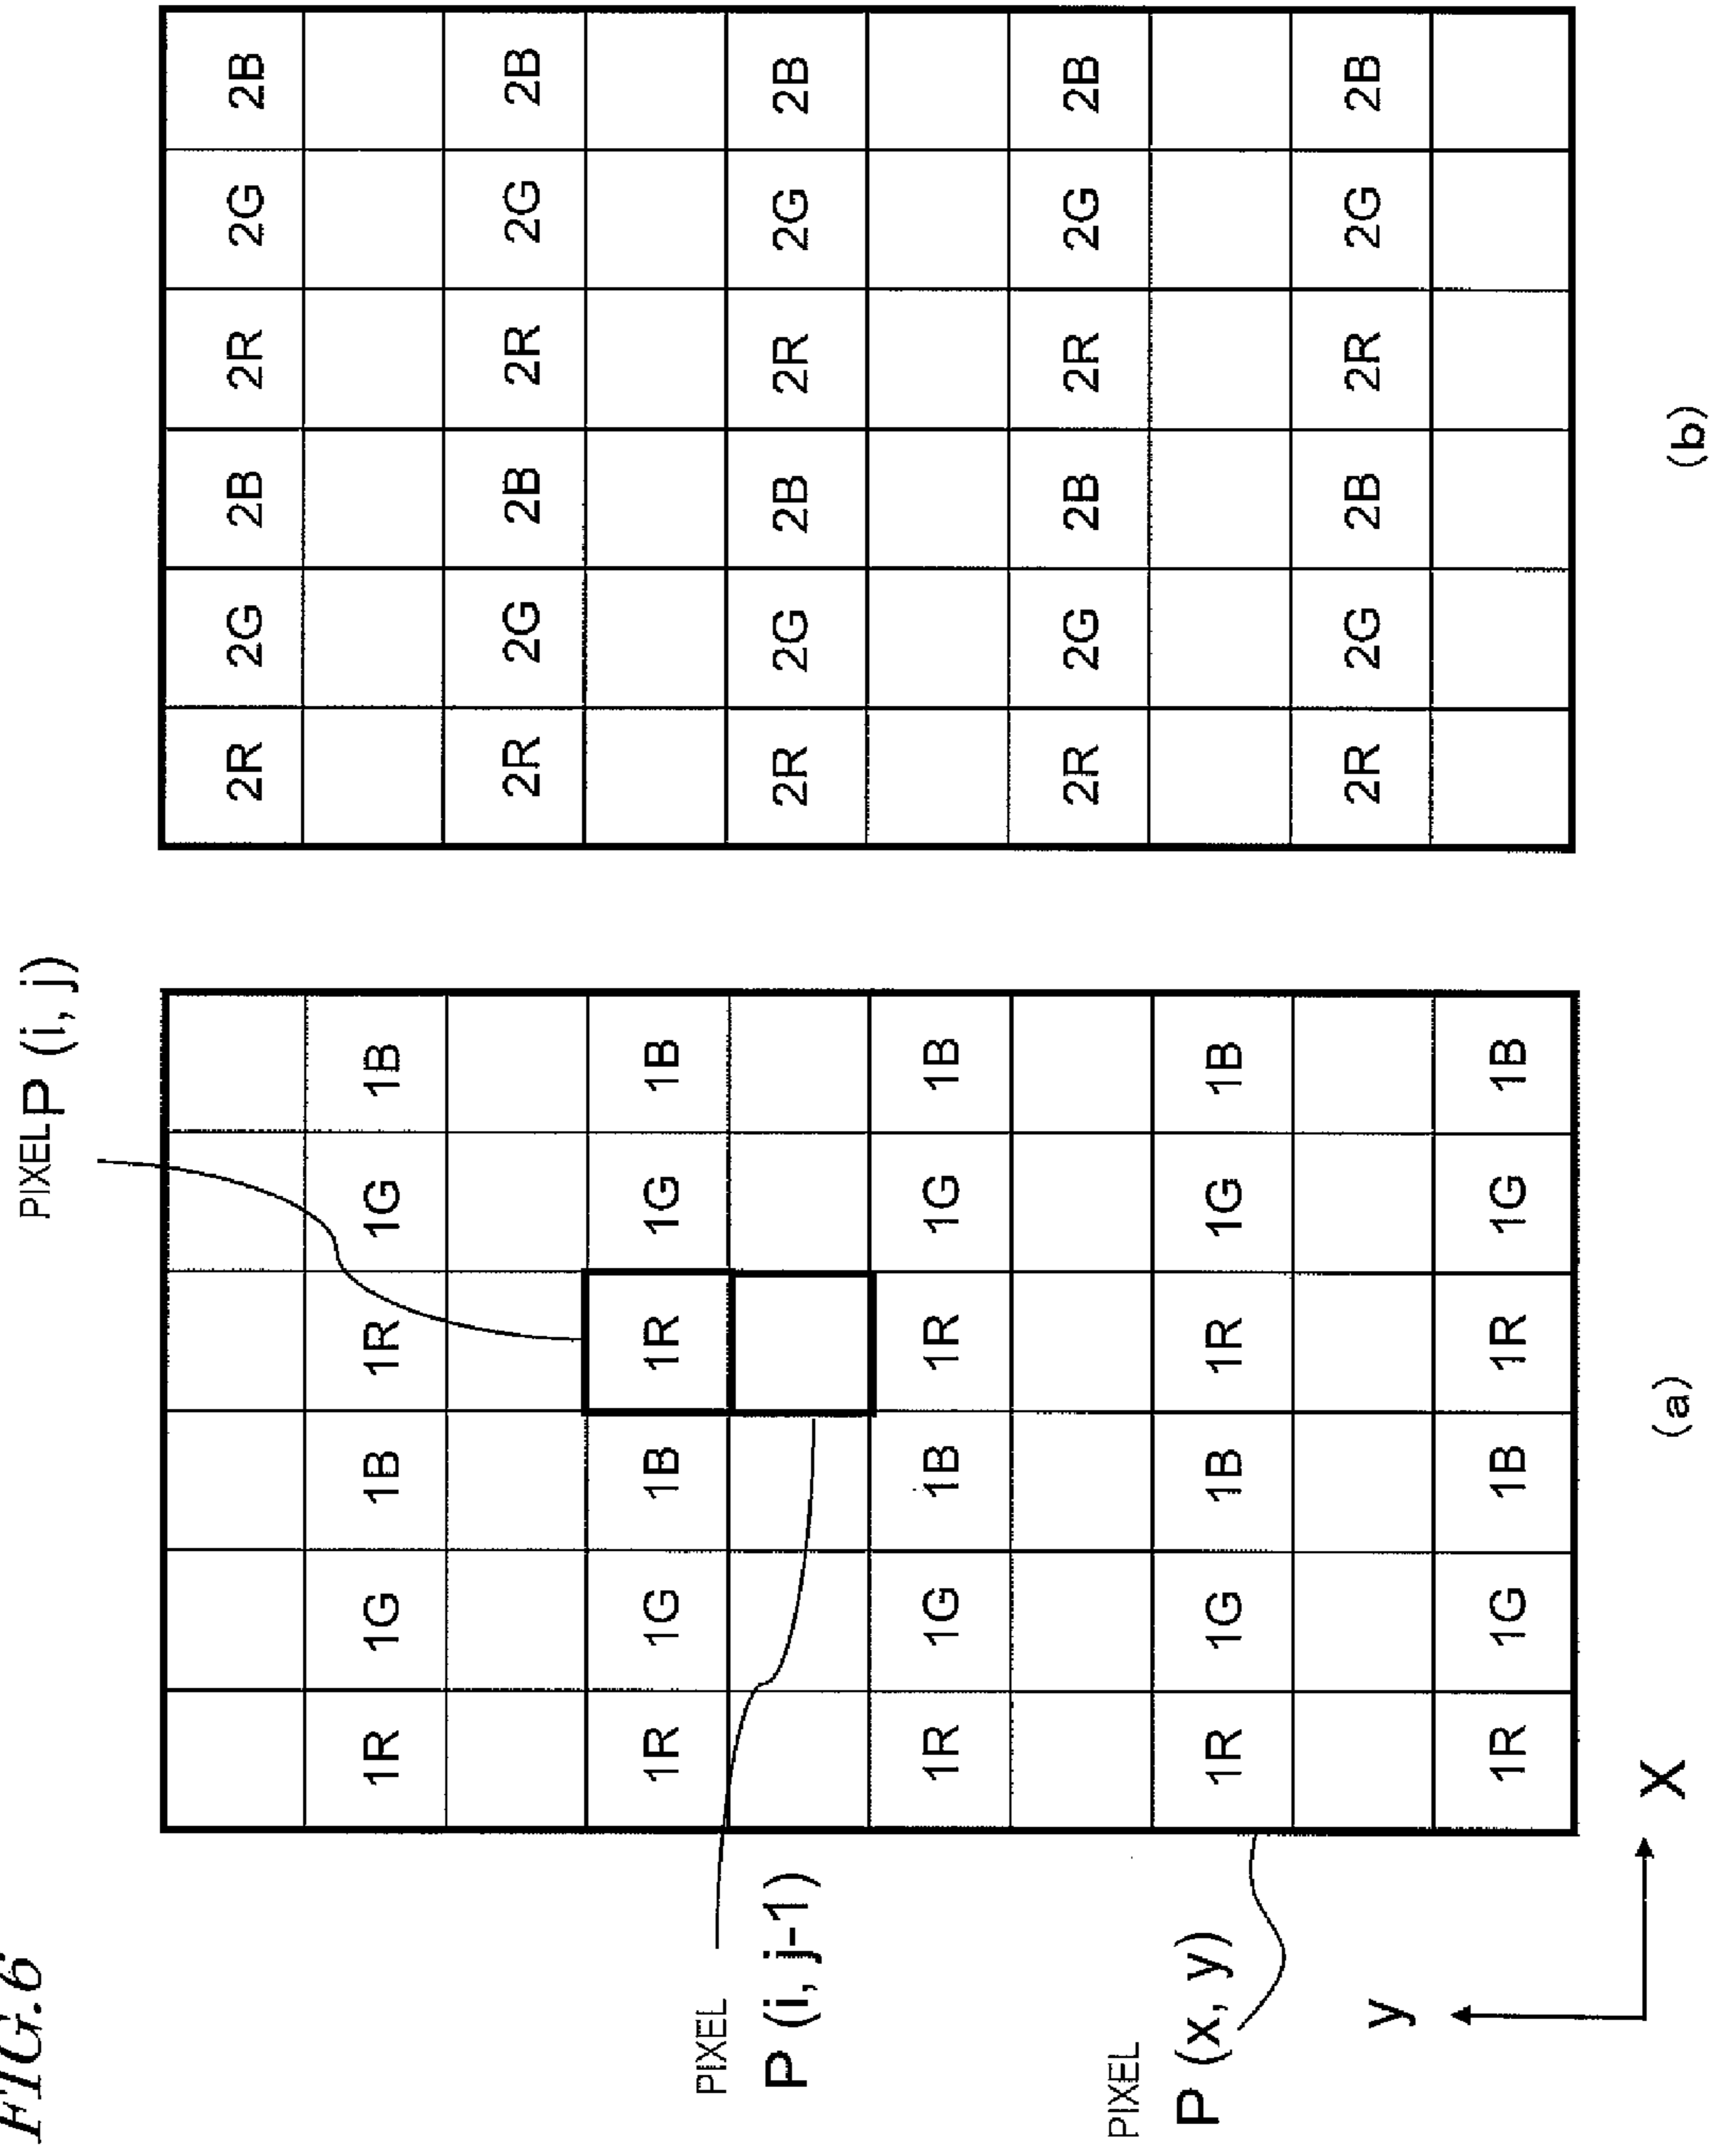 FIG.6
PIXEL P (i, j)
1R 1G 1B 1R 1G 1B
1R 1G 1B 1R 1G 1B
PIXEL
P (i, j-1)
1R 1G 1B 1R 1G 1B
PIXEL
P (x, y)
1R 1G 1B 1R 1G 1B
y
1R 1G 1B 1R 1G 1B
X
(a)
2R 2G 2B 2R 2G 2B
2R 2G 2B 2R 2G 2B
2R 2G 2B 2R 2G 2B
2R 2G 2B 2R 2G 2B
2R 2G 2B 2R 2G 2B
(b)